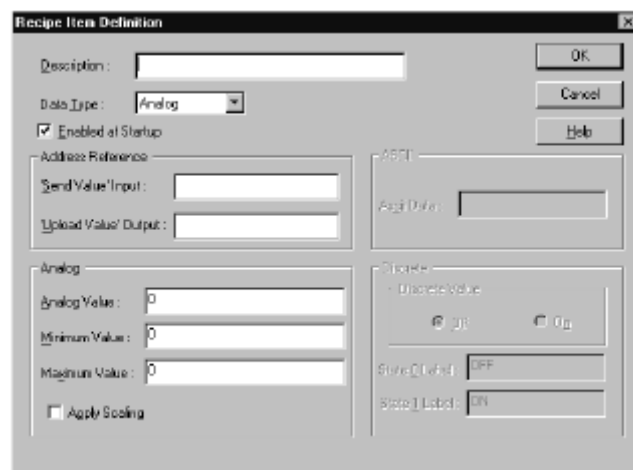 Recipe Item Definition
Description :
OK
Data Type :
Analog
Cancel
Enabled at Startup
Help
Address Reference
'Send Value' Input :
'Upload Value' Output :
ASCII
Ascii Data :
Analog
Analog Value :
0
Minimum Value :
0
Maximum Value :
0
Apply Scaling
Discrete
Discrete Value
Off
On
State 0 Label :
OFF
State 1 Label :
ON